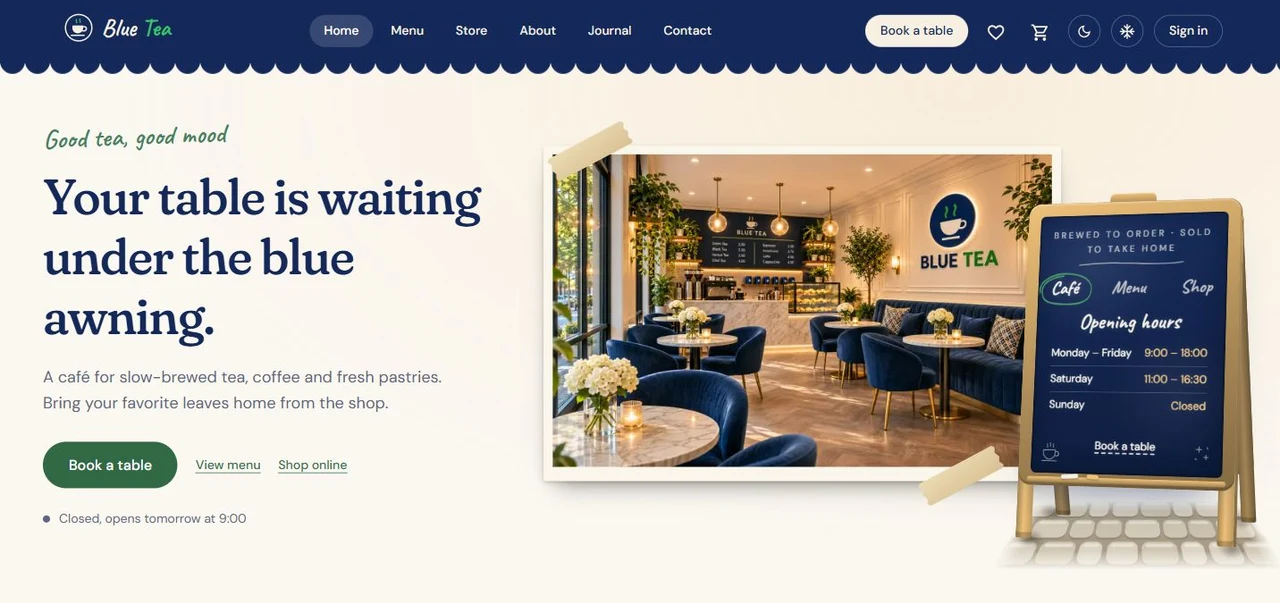 Blue Tea
Home
Menu
Store
About
Journal
Contact
Book a table
Sign in
Good tea, good mood
Your table is waiting
under the blue
awning.
A café for slow-brewed tea, coffee and fresh pastries.
Bring your favorite leaves home from the shop.
Book a table
View menu
Shop online
Closed, opens tomorrow at 9:00
BLUE TEA
BLUE TEA
BREWED TO ORDER · SOLD
TO TAKE HOME
Café
Menu
Shop
Opening hours
Monday – Friday 9:00 – 18:00
Saturday 11:00 – 16:30
Sunday Closed
Book a table